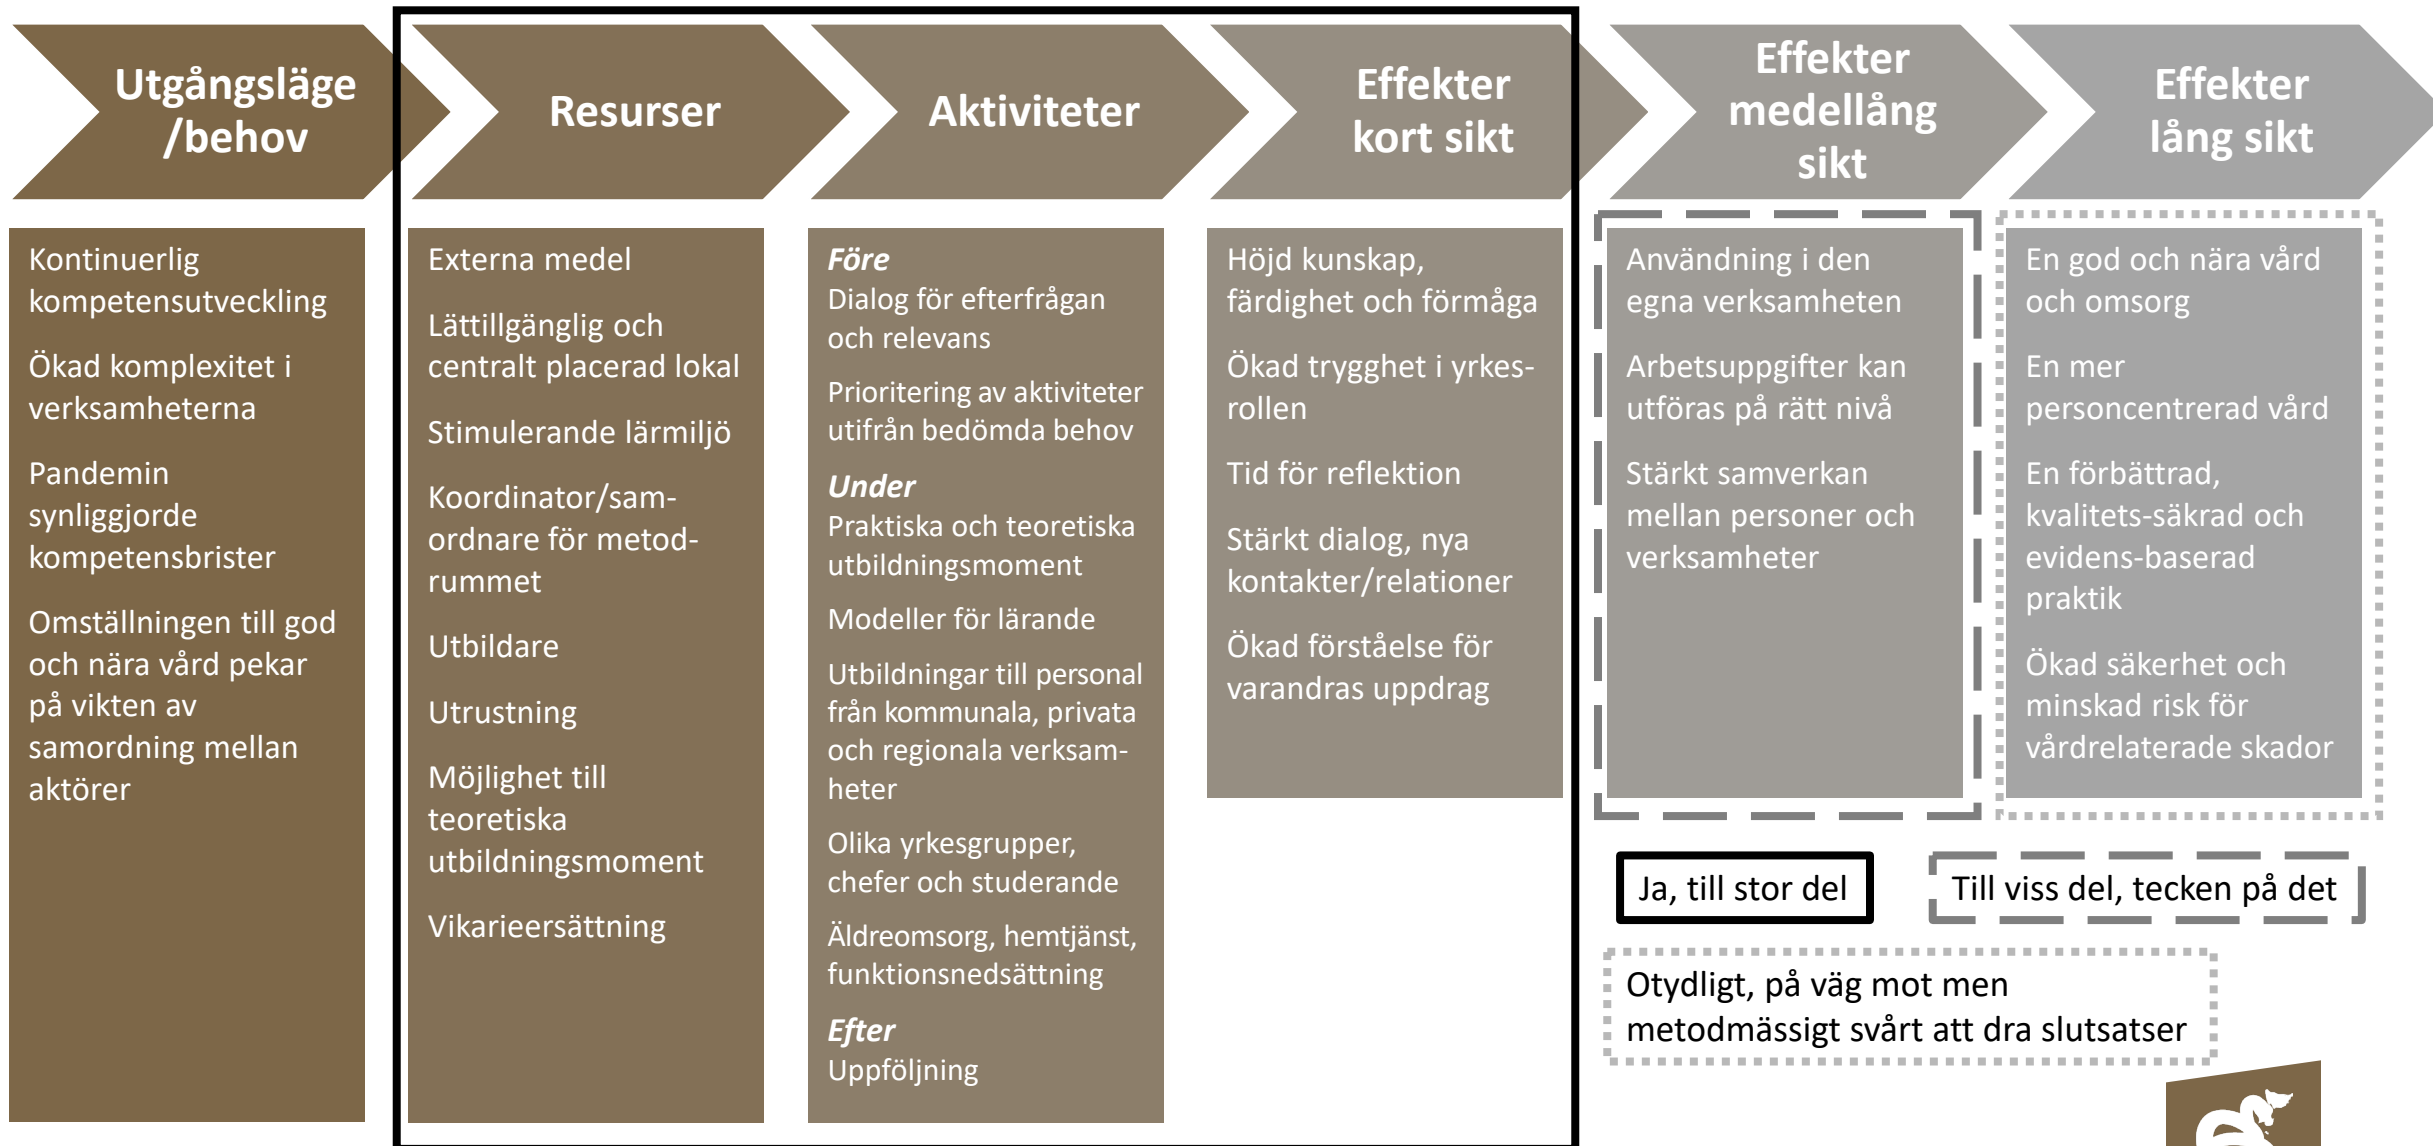 Utgångsläge
/behov
Resurser
Aktiviteter
Effekter
kort sikt
Effekter
medellång
sikt
Effekter
lång sikt
Kontinuerlig
kompetensutveckling
Ökad komplexitet i
verksamheterna
Pandemin
synliggjorde
kompetensbrister
Omställningen till god
och nära vård pekar
på vikten av
samordning mellan
aktörer
Externa medel
Lättillgänglig och
centralt placerad lokal
Stimulerande lärmiljö
Koordinator/sam-
ordnare för metod-
rummet
Utbildare
Utrustning
Möjlighet till
teoretiska
utbildningsmoment
Vikarieersättning
Före
Dialog för efterfrågan
och relevans
Prioritering av aktiviteter
utifrån bedömda behov
Under
Praktiska och teoretiska
utbildningsmoment
Modeller för lärande
Utbildningar till personal
från kommunala, privata
och regionala verksam-
heter
Olika yrkesgrupper,
chefer och studerande
Äldreomsorg, hemtjänst,
funktionsnedsättning
Efter
Uppföljning
Höjd kunskap,
färdighet och förmåga
Ökad trygghet i yrkes-
rollen
Tid för reflektion
Stärkt dialog, nya
kontakter/relationer
Ökad förståelse för
varandras uppdrag
Användning i den
egna verksamheten
Arbetsuppgifter kan
utföras på rätt nivå
Stärkt samverkan
mellan personer och
verksamheter
En god och nära vård
och omsorg
En mer
personcentrerad vård
En förbättrad,
kvalitets-säkrad och
evidens-baserad
praktik
Ökad säkerhet och
minskad risk för
vårdrelaterade skador
Ja, till stor del
Till viss del, tecken på det
Otydligt, på väg mot men
metodmässigt svårt att dra slutsatser